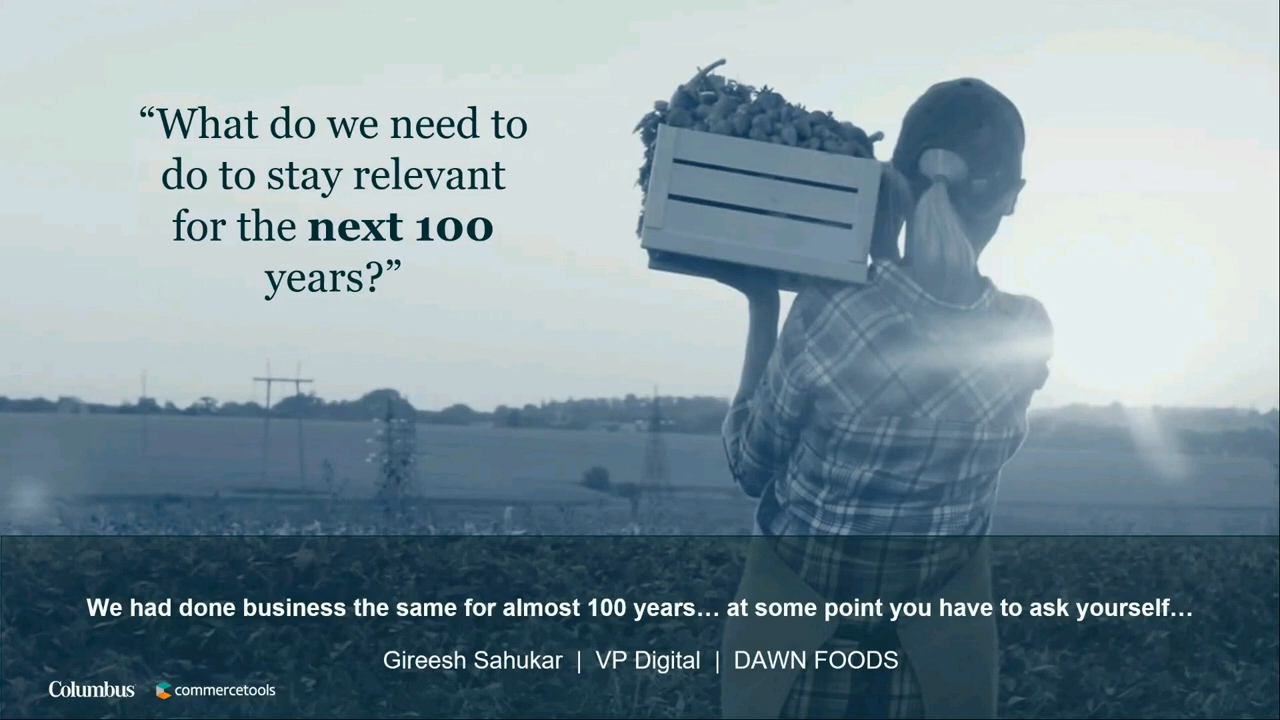 “What do we need to
do to stay relevant
for the next 100
years?”
We had done business the same for almost 100 years… at some point you have to ask yourself…
Gireesh Sahukar | VP Digital | DAWN FOODS
Columbus commercetools